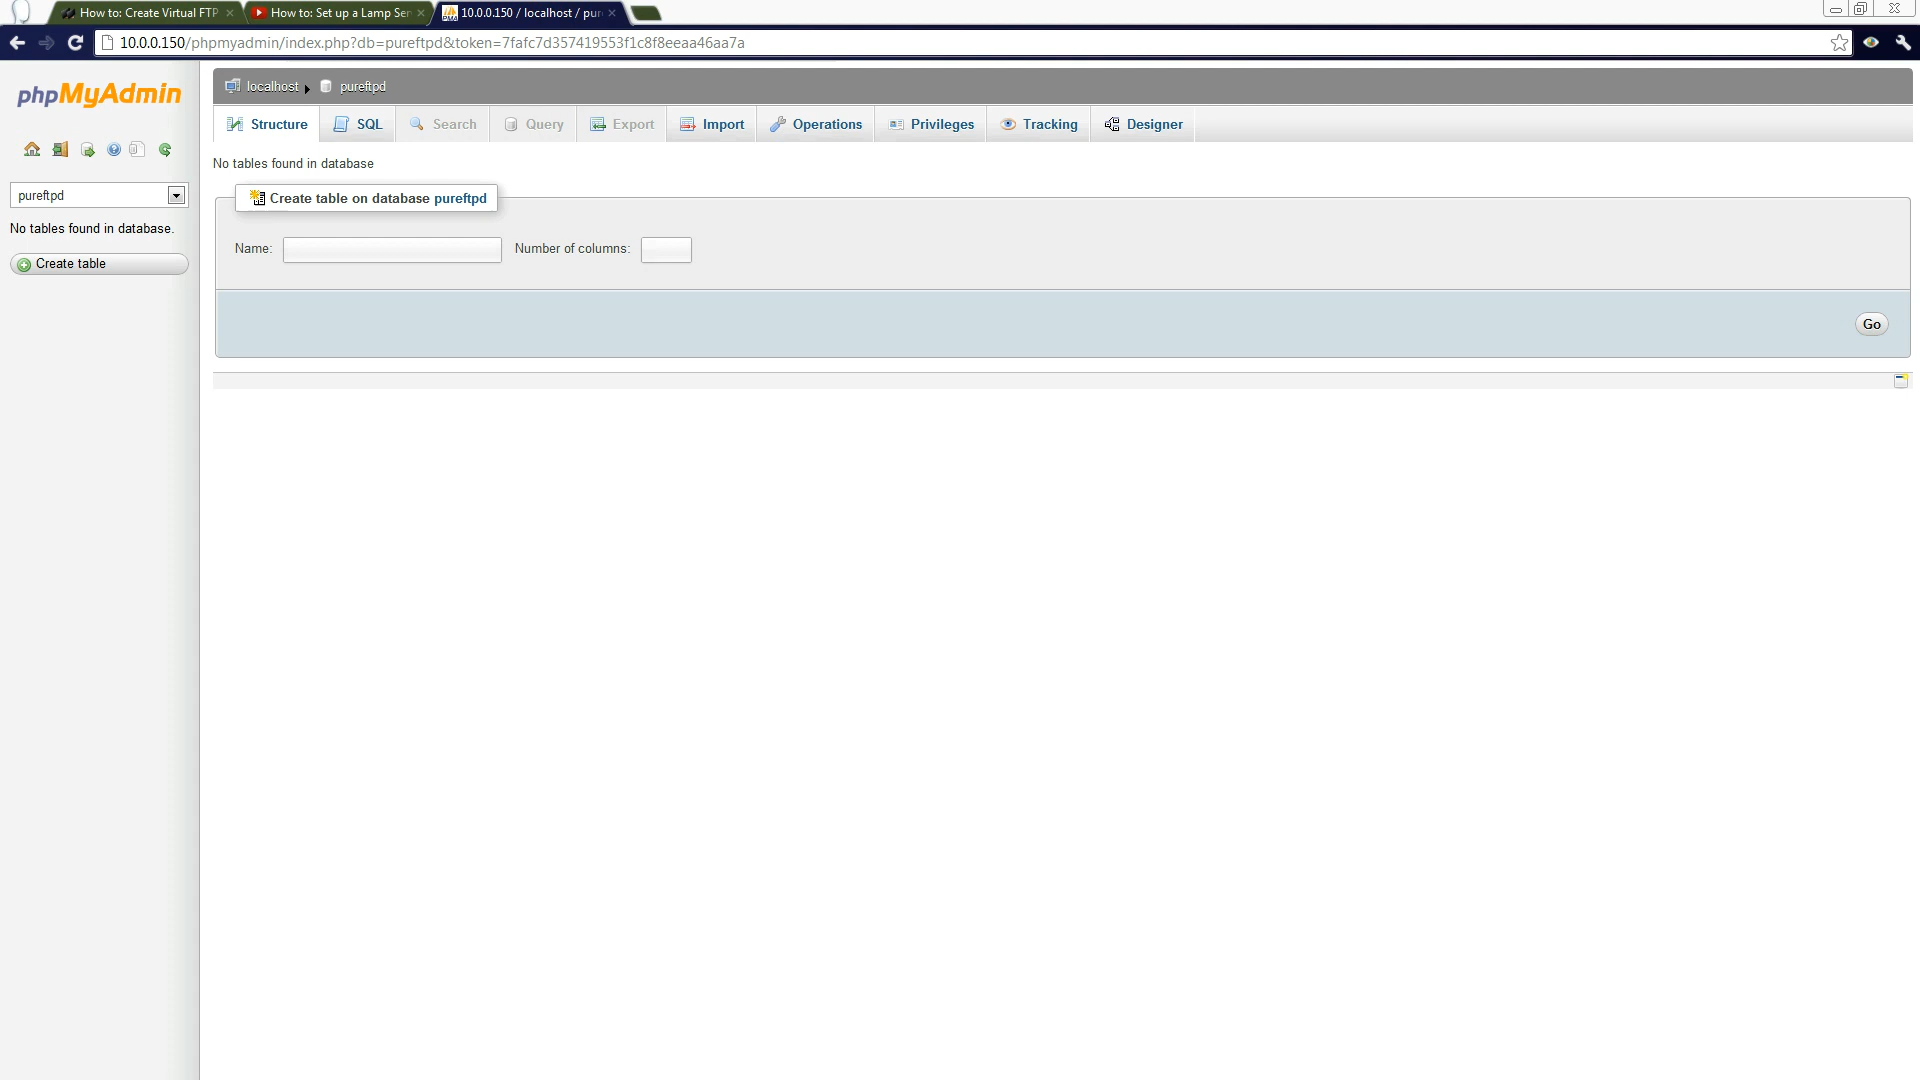 How to: Create Virtual FTP
How to: Set up a Lamp Ser
10.0.0.150 / localhost / pur
10.0.0.150/phpmyadmin/index.php?db=pureftpd&token=7fafc7d357419553f1c8f8eeaa46aa7a
phpMyAdmin
localhost pureftpd
Structure SQL Search Query Export Import Operations Privileges Tracking Designer
No tables found in database
pureftpd
Create table on database pureftpd
No tables found in database.
Name: Number of columns:
Create table
Go